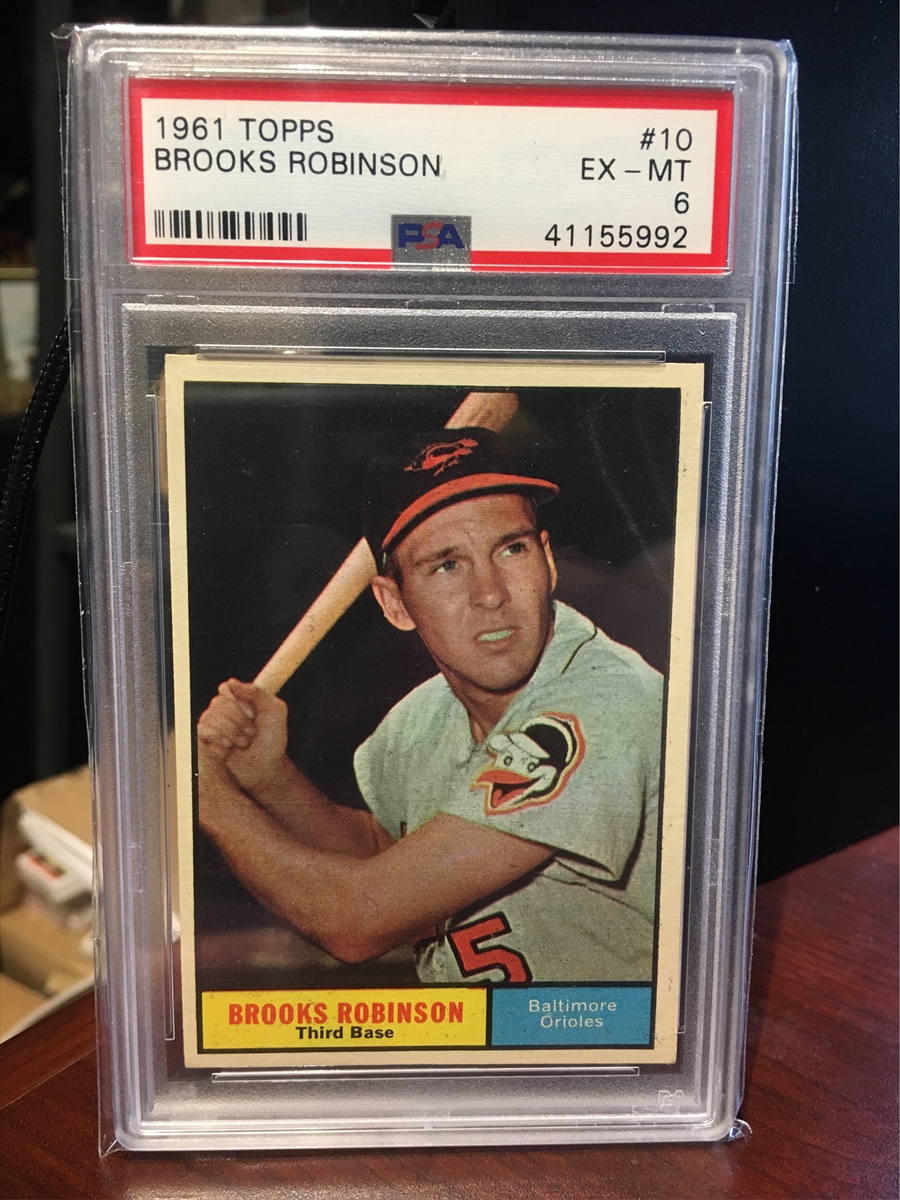 1961 TOPPS
BROOKS ROBINSON
#10
EX - MT
6
41155992
PSA
5
BROOKS ROBINSON
Third Base
Baltimore
Orioles